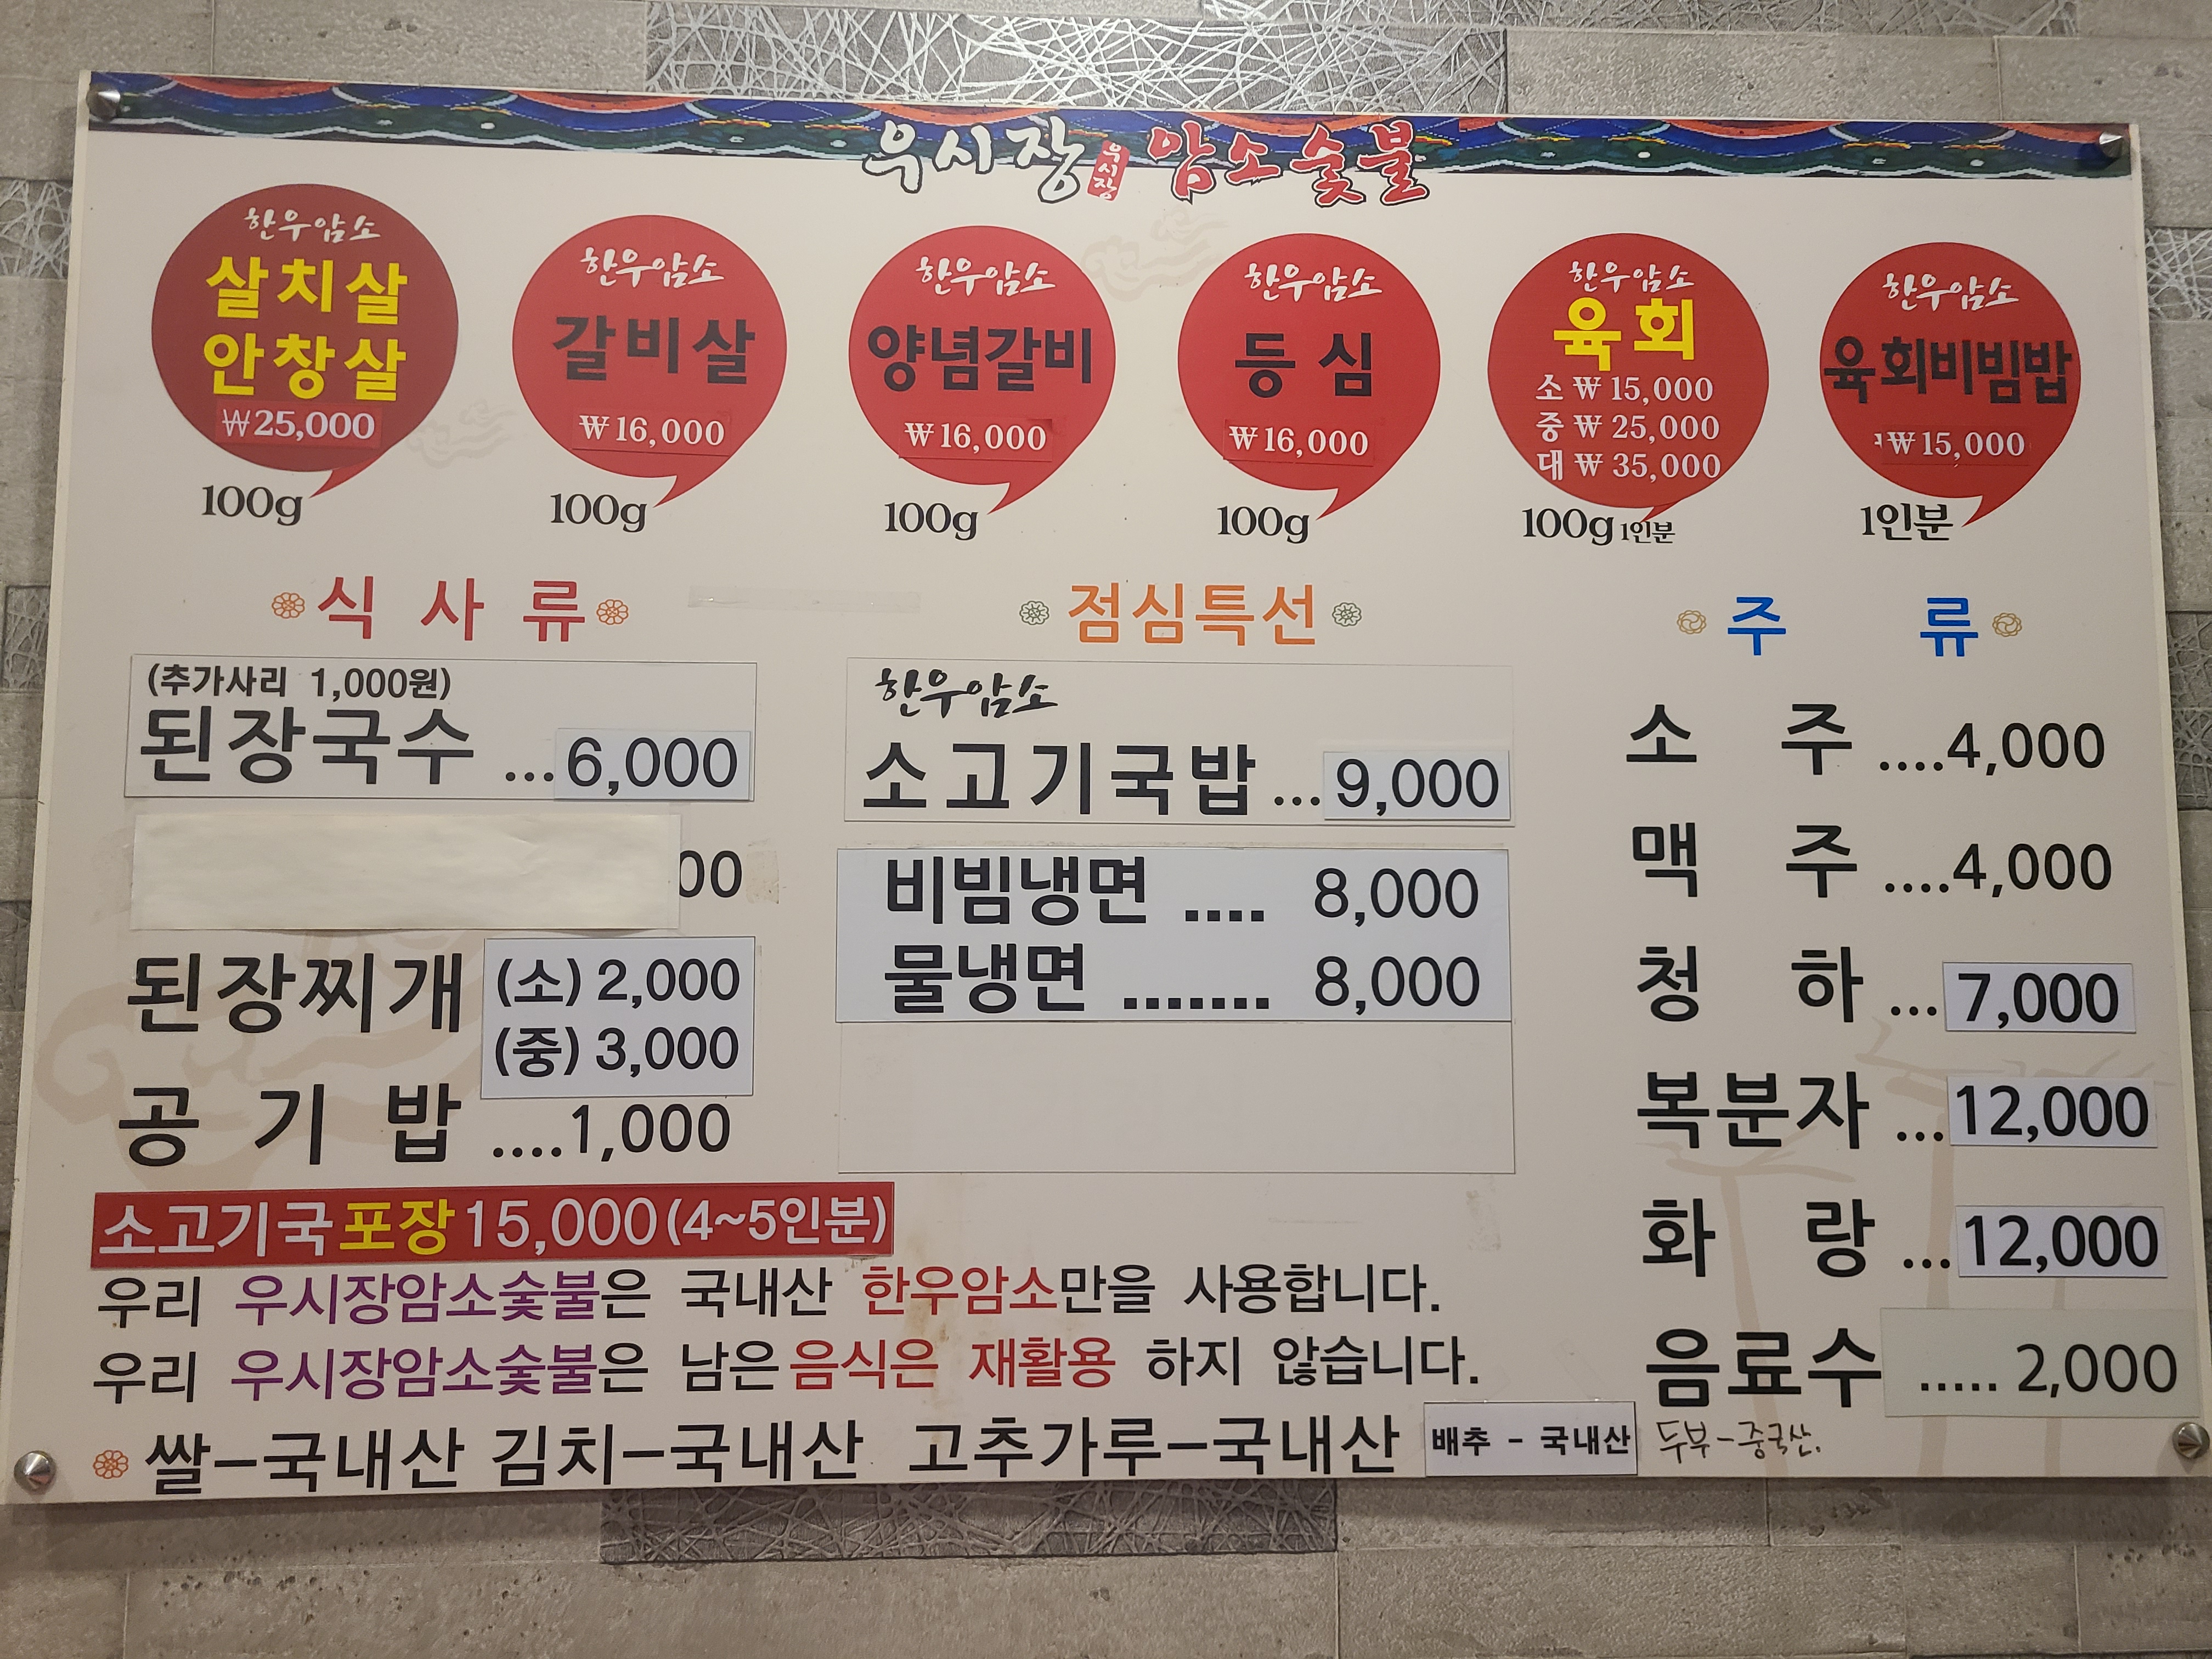 우시장 우시장 암소숯불
한우암소
살치살
안창살
₩25,000
100g
한우암소
갈비살
₩16,000
100g
한우암소
양념갈비
₩16,000
100g
한우암소
등심
₩16,000
100g
한우암소
육회
소 ₩15,000
중 ₩25,000
대 ₩35,000
100g 1인분
한우암소
육회비빔밥
₩15,000
1인분
식 사 류
(추가사리 1,000원)
된장국수 ...6,000
00
된장찌개 (소) 2,000
(중) 3,000
공 기 밥 ....1,000
점심특선
한우암소
소고기국밥...9,000
비빔냉면 .... 8,000
물냉면 ....... 8,000
주 류
소 주 ....4,000
맥 주 ....4,000
청 하 ... 7,000
복분자 ...12,000
화 랑 ...12,000
음료수 ..... 2,000
소고기국포장15,000(4~5인분)
우리 우시장암소숯불은 국내산 한우암소만을 사용합니다.
우리 우시장암소숯불은 남은 음식은 재활용 하지 않습니다.
쌀-국내산 김치-국내산 고추가루-국내산 배추 - 국내산 두부-중국산.